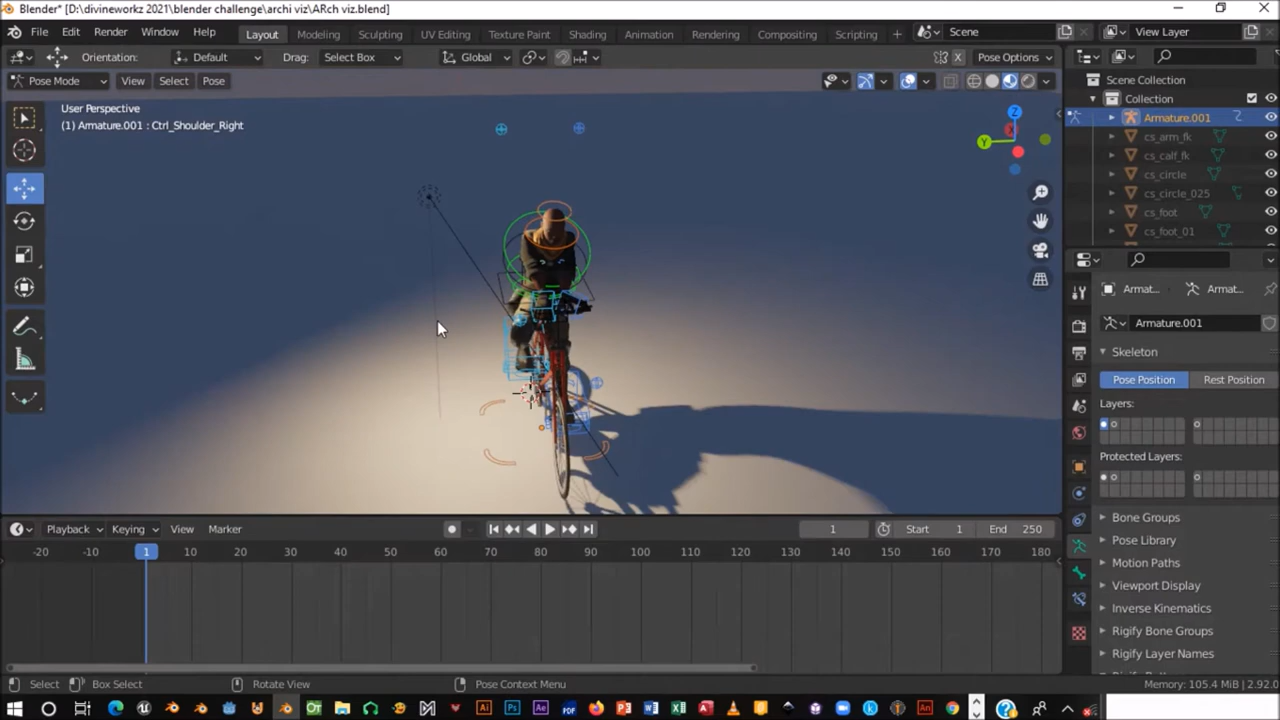 Blender* [D:\divineworkz 2021\blender challenge\archi viz\ARch viz.blend]
File Edit Render Window Help Layout Modeling Sculpting UV Editing Texture Paint Shading Animation Rendering Compositing Scripting + Scene View Layer
Orientation: Default Drag: Select Box Global Pose Options
Pose Mode View Select Pose
User Perspective
(1) Armature.001 : Ctrl_Shoulder_Right
Z
Y
Scene Collection
Collection
Armature.001
cs_arm_fk
cs_calf_fk
cs_circle
cs_circle_025
cs_foot
cs_foot_01
Armat... Armat...
Armature.001
Skeleton
Pose Position Rest Position
Layers:
Protected Layers:
Bone Groups
Pose Library
Motion Paths
Viewport Display
Inverse Kinematics
Rigify Bone Groups
Rigify Layer Names
Playback Keying View Marker 1 Start 1 End 250
-20 -10 1 10 20 30 40 50 60 70 80 90 100 110 120 130 140 150 160 170 180
Select Box Select Rotate View Pose Context Menu Memory: 105.4 MiB | 2.92.0